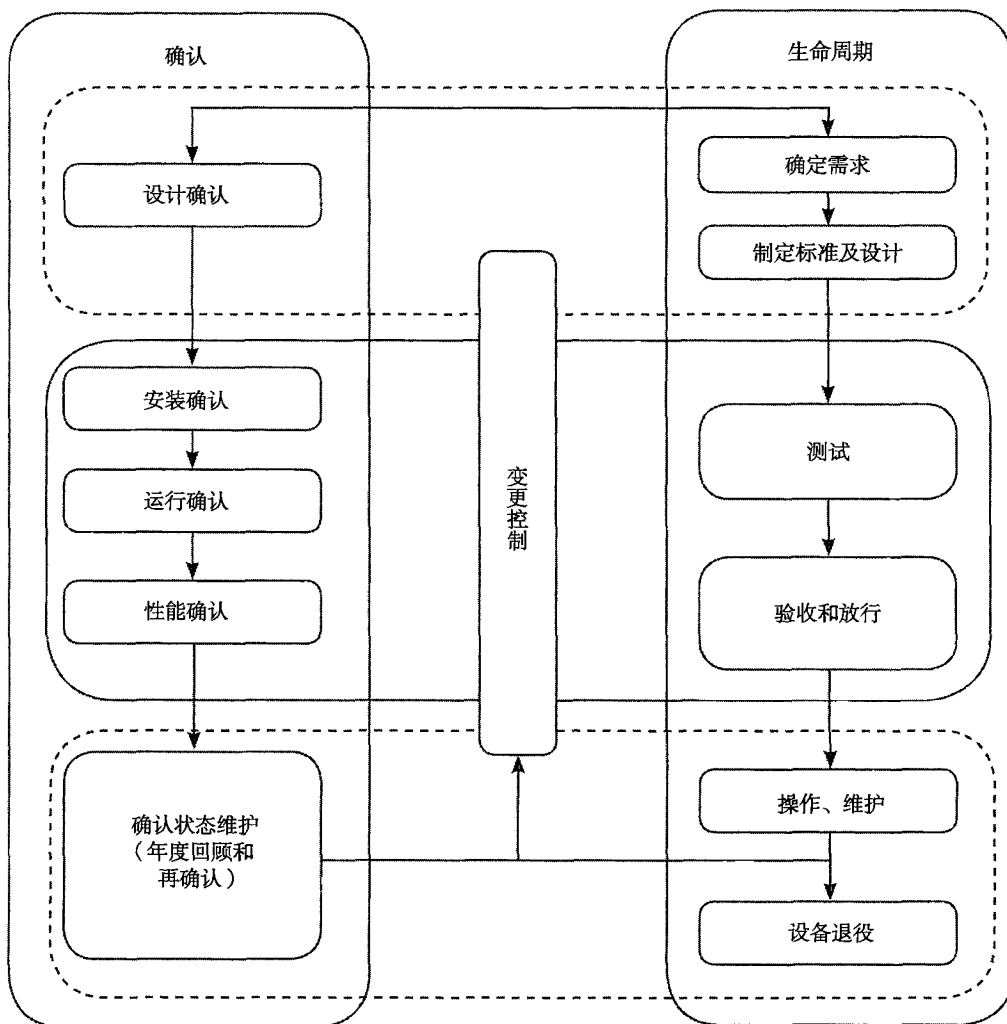 确认
生命周期
设计确认
确定需求
制定标准及设计
安装确认
运行确认
性能确认
变更控制
测试
验收和放行
确认状态维护
（年度回顾和
再确认）
操作、维护
设备退役